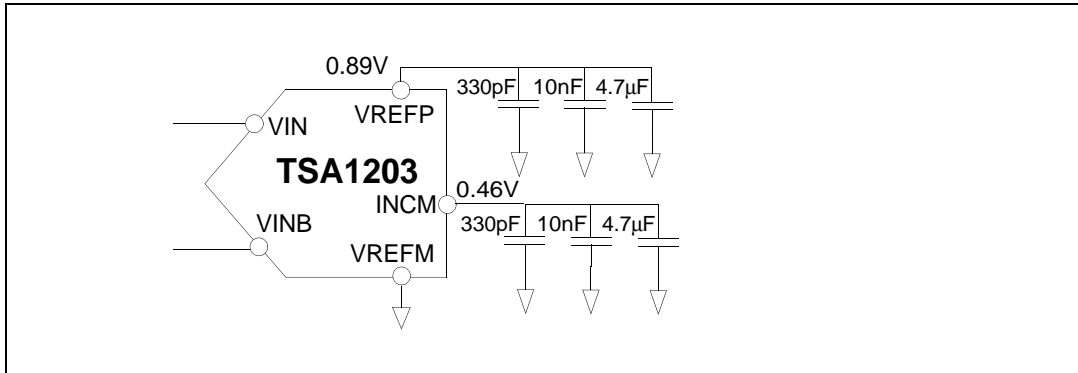 0.89V
330pF 10nF 4.7μF
VREFP
VIN
TSA1203
0.46V
INCM
330pF 10nF 4.7μF
VINB
VREFM